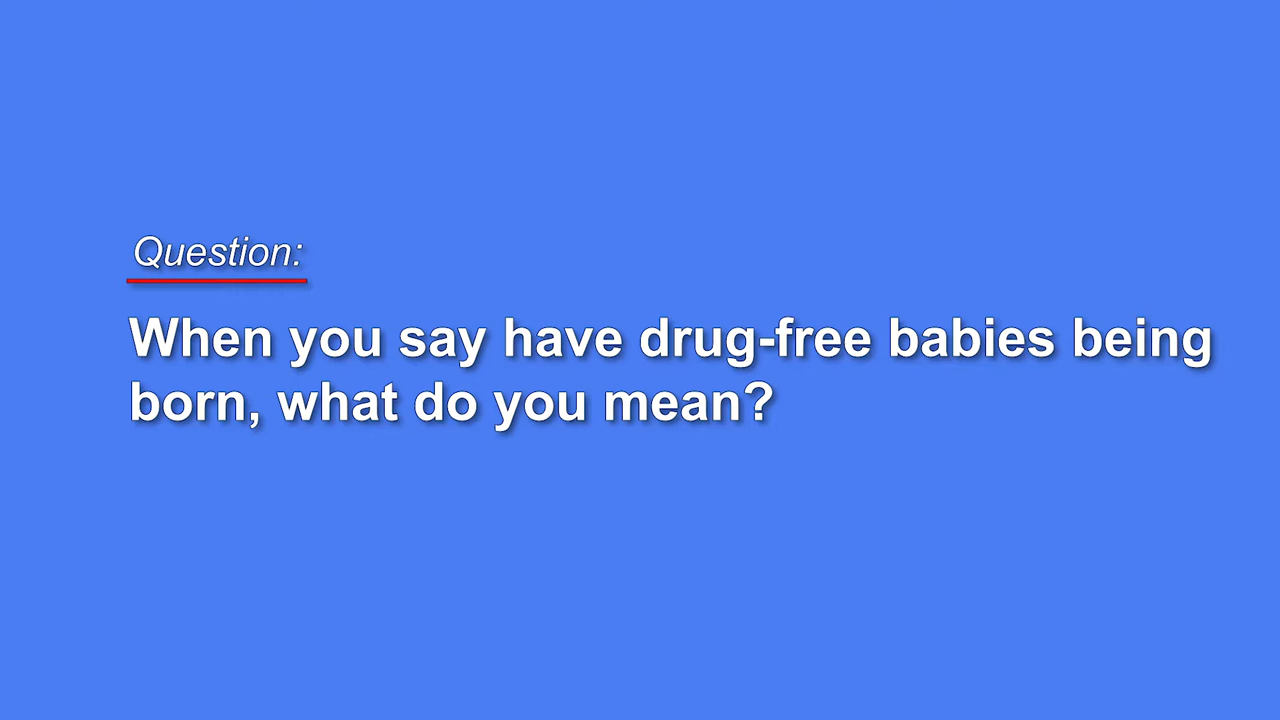 Question:
When you say have drug-free babies being
born, what do you mean?